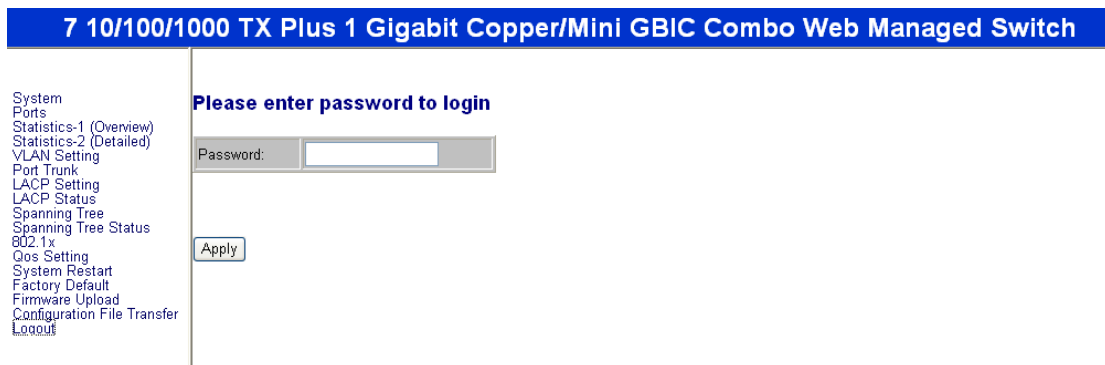 7 10/100/1000 TX Plus 1 Gigabit Copper/Mini GBIC Combo Web Managed Switch
System
Ports
Statistics-1 (Overview)
Statistics-2 (Detailed)
VLAN Setting
Port Trunk
LACP Setting
LACP Status
Spanning Tree
Spanning Tree Status
802.1x
Qos Setting
System Restart
Factory Default
Firmware Upload
Configuration File Transfer
Logout
Please enter password to login
Password:
Apply